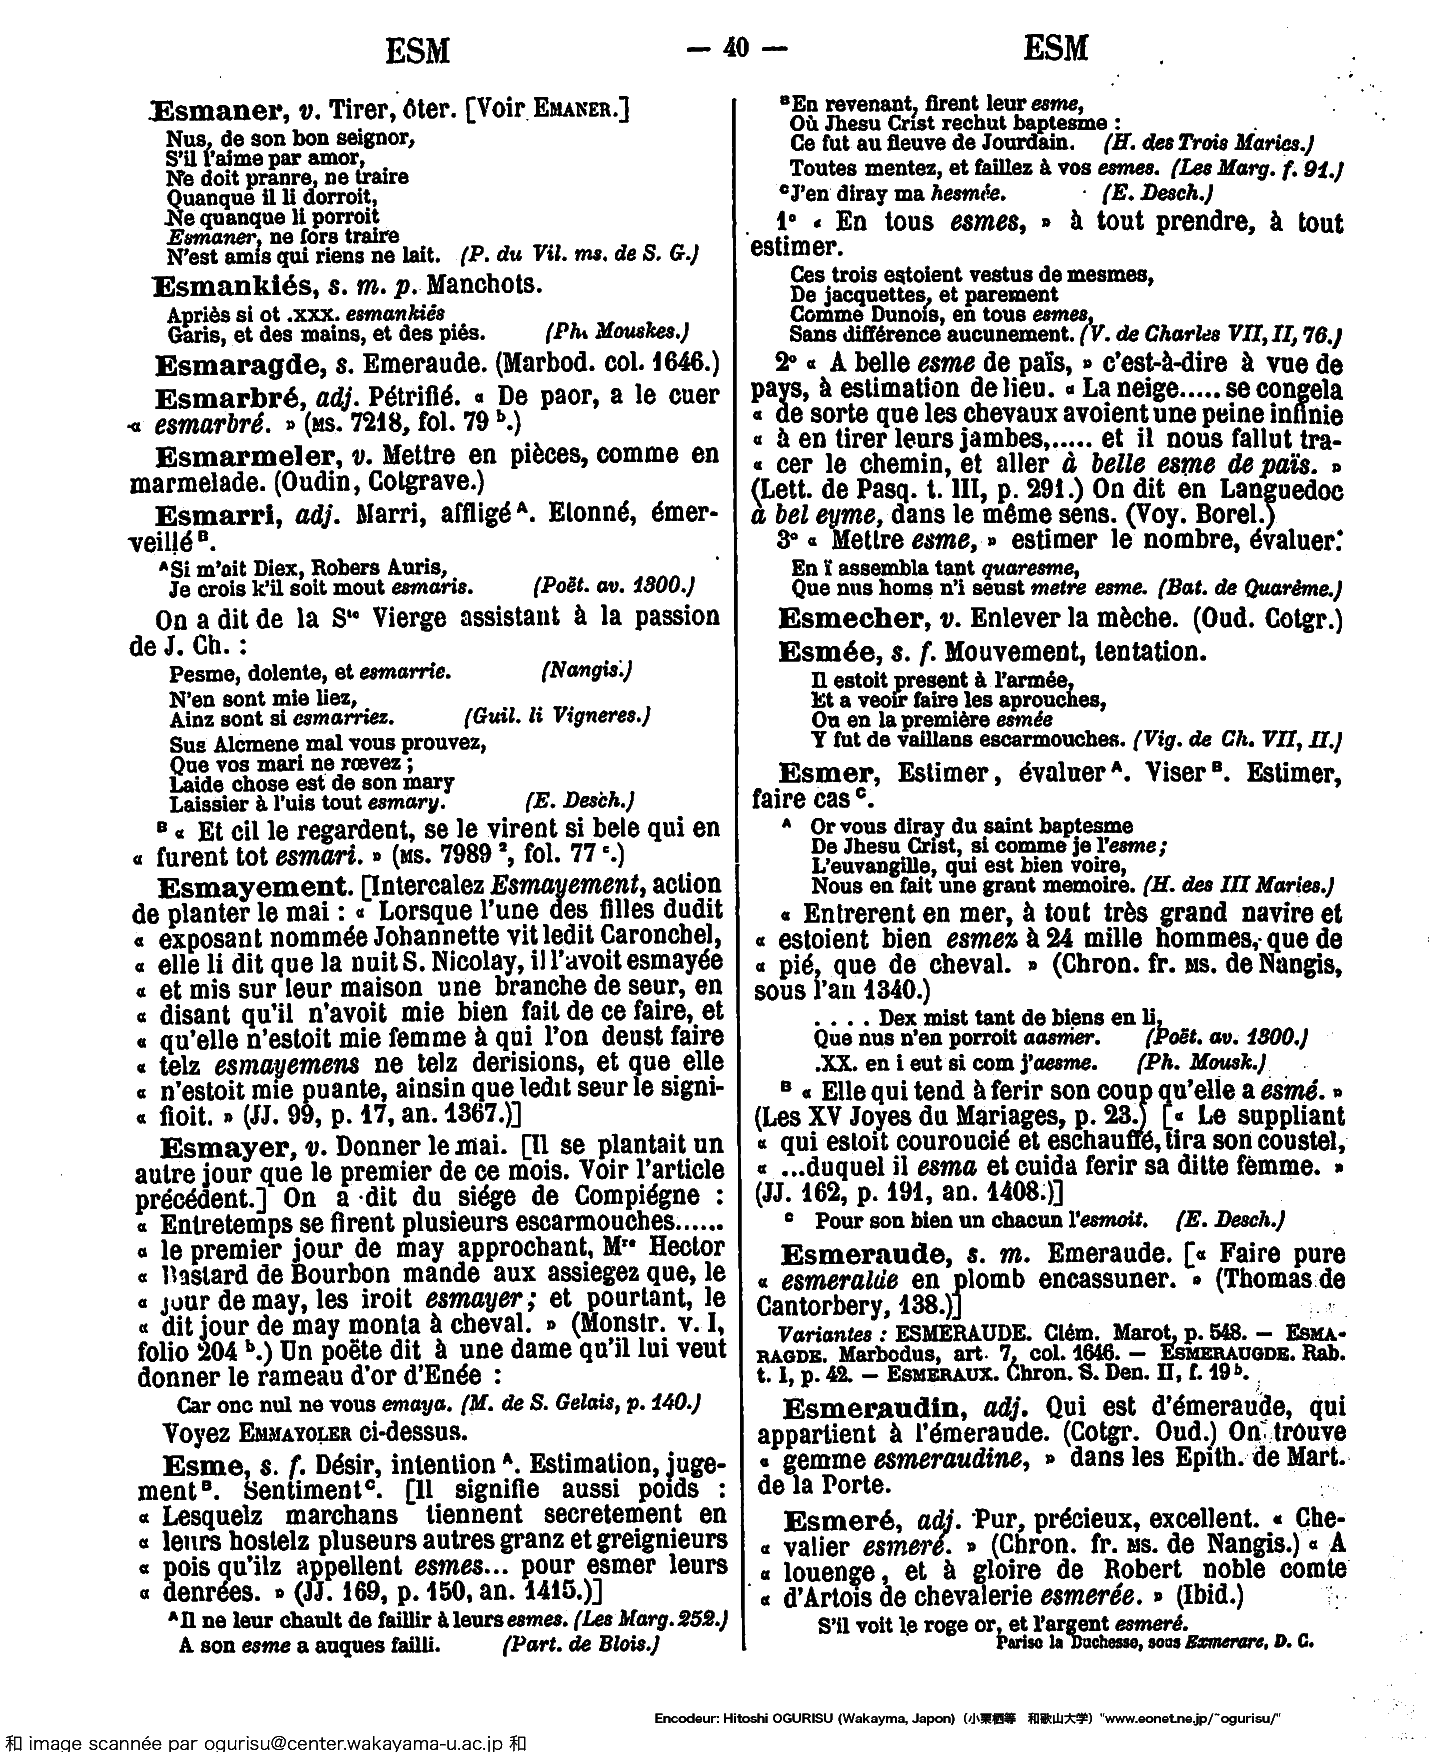 ESM
— 40 —
ESM
Esmaner, v. Tirer, ôter. [Voir EMANER.]
Nus, de son bon seignor,
S'il l'aime par amor,
Ne doit pranre, ne traire
Quanque il li dorroit,
Ne quanque li porroit
Esmaner, ne fors traire
N'est amis qui riens ne lait. (P. du Vil. ms. de S. G.)
Esmankiés, s. m. p. Manchots.
Apriès si ot .xxx. esmankiés
Garis, et des mains, et des piés. (Ph. Mouskes.)
Esmaragde, s. Emeraude. (Marbod. col. 1646.)
Esmarbré, adj. Pétrifié. « De paor, a le cuer
« esmarbré. » (MS. 7218, fol. 79 b.)
Esmarmeler, v. Mettre en pièces, comme en
marmelade. (Oudin, Cotgrave.)
Esmarri, adj. Marri, affligé A. Etonné, émer-
veillé B.
A Si m'ait Diex, Robers Auris,
Je crois k'il soit mout esmaris. (Poët. av. 1300.)
On a dit de la Ste Vierge assistant à la passion
de J. Ch. :
Pesme, dolente, et esmarrie. (Nangis.)
N'en sont mie liez,
Ainz sont si esmarriez. (Guil. li Vigneres.)
Sus Alcmene mal vous prouvez,
Que vos mari ne rœvez ;
Laide chose est de son mary
Laissier à l'uis tout esmary. (E. Desch.)
B « Et cil le regardent, se le virent si bele qui en
« furent tot esmari. » (MS. 7989 2, fol. 77 c.)
Esmayement. [Intercalez Esmayement, action
de planter le mai : « Lorsque l'une des filles dudit
« exposant nommée Johannette vit ledit Caronchel,
« elle li dit que la nuit S. Nicolay, il l'avoit esmayée
« et mis sur leur maison une branche de seur, en
« disant qu'il n'avoit mie bien fait de ce faire, et
« qu'elle n'estoit mie femme à qui l'on deust faire
« telz esmayemens ne telz derisions, et que elle
« n'estoit mie puante, ainsin que ledit seur le signi-
« fioit. » (JJ. 99, p. 17, an. 1367.)]
Esmayer, v. Donner le mai. [Il se plantait un
autre jour que le premier de ce mois. Voir l'article
précédent.] On a dit du siége de Compiégne :
« Entretemps se firent plusieurs escarmouches......
« le premier jour de may approchant, Mre Hector
« Bastard de Bourbon mande aux assiegez que, le
« jour de may, les iroit esmayer ; et pourtant, le
« dit jour de may monta à cheval. » (Monstr. v. I,
folio 204 b.) Un poëte dit à une dame qu'il lui veut
donner le rameau d'or d'Enée :
Car onc nul ne vous emaya. (M. de S. Gelais, p. 140.)
Voyez EMMAYOLER ci-dessus.
Esme, s. f. Désir, intention A. Estimation, juge-
ment B. Sentiment C. [Il signifie aussi poids :
« Lesquelz marchans tiennent secretement en
« leurs hostelz pluseurs autres granz et greignieurs
« pois qu'ilz appellent esmes... pour esmer leurs
« denrées. » (JJ. 169, p. 150, an. 1415.)]
A Il ne leur chault de faillir à leurs esmes. (Les Marg. 252.)
A son esme a auques failli. (Part. de Blois.)
B En revenant, firent leur esme,
Où Jhesu Crist rechut baptesme :
Ce fut au fleuve de Jourdain. (H. des Trois Maries.)
Toutes mentez, et faillez à vos esmes. (Les Marg. f. 91.)
C J'en diray ma hesmée. (E. Desch.)
1° « En tous esmes, » à tout prendre, à tout
estimer.
Ces trois estoient vestus de mesmes,
De jacquettes, et parement
Comme Dunois, en tous esmes,
Sans différence aucunement. (V. de Charles VII, II, 76.)
2° « A belle esme de païs, » c'est-à-dire à vue de
pays, à estimation de lieu. « La neige..... se congela
« de sorte que les chevaux avoient une peine infinie
« à en tirer leurs jambes,..... et il nous fallut tra-
« cer le chemin, et aller à belle esme de païs. »
(Lett. de Pasq. t. III, p. 291.) On dit en Languedoc
à bel eyme, dans le même sens. (Voy. Borel.)
3° « Mettre esme, » estimer le nombre, évaluer:
En ï assembla tant quaresme,
Que nus homs n'i seust metre esme. (Bat. de Quarème.)
Esmecher, v. Enlever la mèche. (Oud. Cotgr.)
Esmée, s. f. Mouvement, tentation.
Il estoit present à l'armée,
Et a veoir faire les aprouches,
Ou en la première esmée
Y fut de vaillans escarmouches. (Vig. de Ch. VII, II.)
Esmer, Estimer, évaluer A. Viser B. Estimer,
faire cas C.
A Or vous diray du saint baptesme
De Jhesu Crist, si comme je l'esme ;
L'euvangille, qui est bien voire,
Nous en fait une grant memoire. (H. des III Maries.)
« Entrerent en mer, à tout très grand navire et
« estoient bien esmez à 24 mille hommes, que de
« pié, que de cheval. » (Chron. fr. MS. de Nangis,
sous l'an 1340.)
. . . . Dex mist tant de biens en li,
Que nus n'en porroit aasmer. (Poët. av. 1300.)
.XX. en i eut si com j'aesme. (Ph. Mousk.)
B « Elle qui tend à ferir son coup qu'elle a esmé. »
(Les XV Joyes du Mariages, p. 23.) [« Le suppliant
« qui estoit couroucié et eschauffé, tira son coustel,
« ...duquel il esma et cuida ferir sa ditte femme. »
(JJ. 162, p. 191, an. 1408.)]
C Pour son bien un chacun l'esmoit. (E. Desch.)
Esmeraude, s. m. Emeraude. [« Faire pure
« esmeralde en plomb encassuner. » (Thomas de
Cantorbery, 138.)]
Variantes : ESMERAUDE. Clém. Marot, p. 548. — ESMA-
RAGDE. Marbodus, art. 7, col. 1646. — ESMERAUGDE. Rab.
t. I, p. 42. — ESMERAUX. Chron. S. Den. II, f. 19 b.
Esmeraudin, adj. Qui est d'émeraude, qui
appartient à l'émeraude. (Cotgr. Oud.) On trouve
« gemme esmeraudine, » dans les Epith. de Mart.
de la Porte.
Esmeré, adj. Pur, précieux, excellent. « Che-
« valier esmeré. » (Chron. fr. MS. de Nangis.) « A
« louenge, et à gloire de Robert noble comte
« d'Artois de chevalerie esmerée. » (Ibid.)
S'il voit le roge or, et l'argent esmeré.
Parise la Duchesse, sous Exmerare, D. C.
Encodeur: Hitoshi OGURISU (Wakayma, Japon) (小栗栖等 和歌山大学) "www.eonet.ne.jp/~ogurisu/"
和 image scannée par ogurisu@center.wakayama-u.ac.jp 和